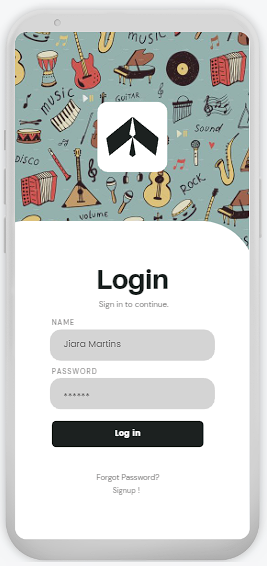 MUSIC
MUSIC
GUITAR
Sound
DISCO
ROCK
volume
Login
Sign in to continue.
NAME
Jiara Martins
PASSWORD
******
Log in
Forgot Password?
Signup !